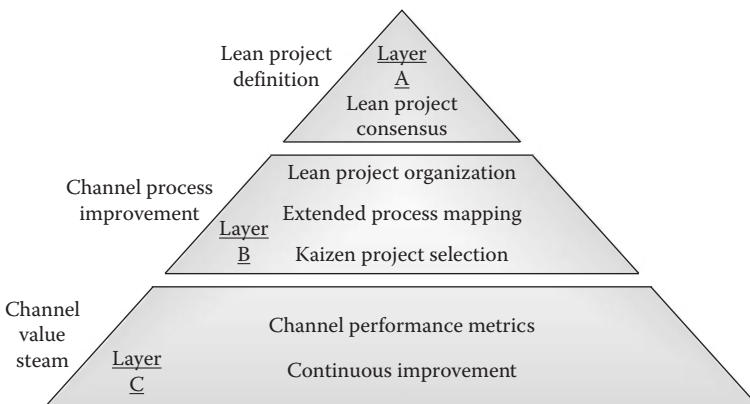 Lean project
definition
Layer
A
Lean project
consensus
Channel process
improvement
Lean project organization
Extended process mapping
Layer
B
Kaizen project selection
Channel
value
steam
Channel performance metrics
Layer
C
Continuous improvement